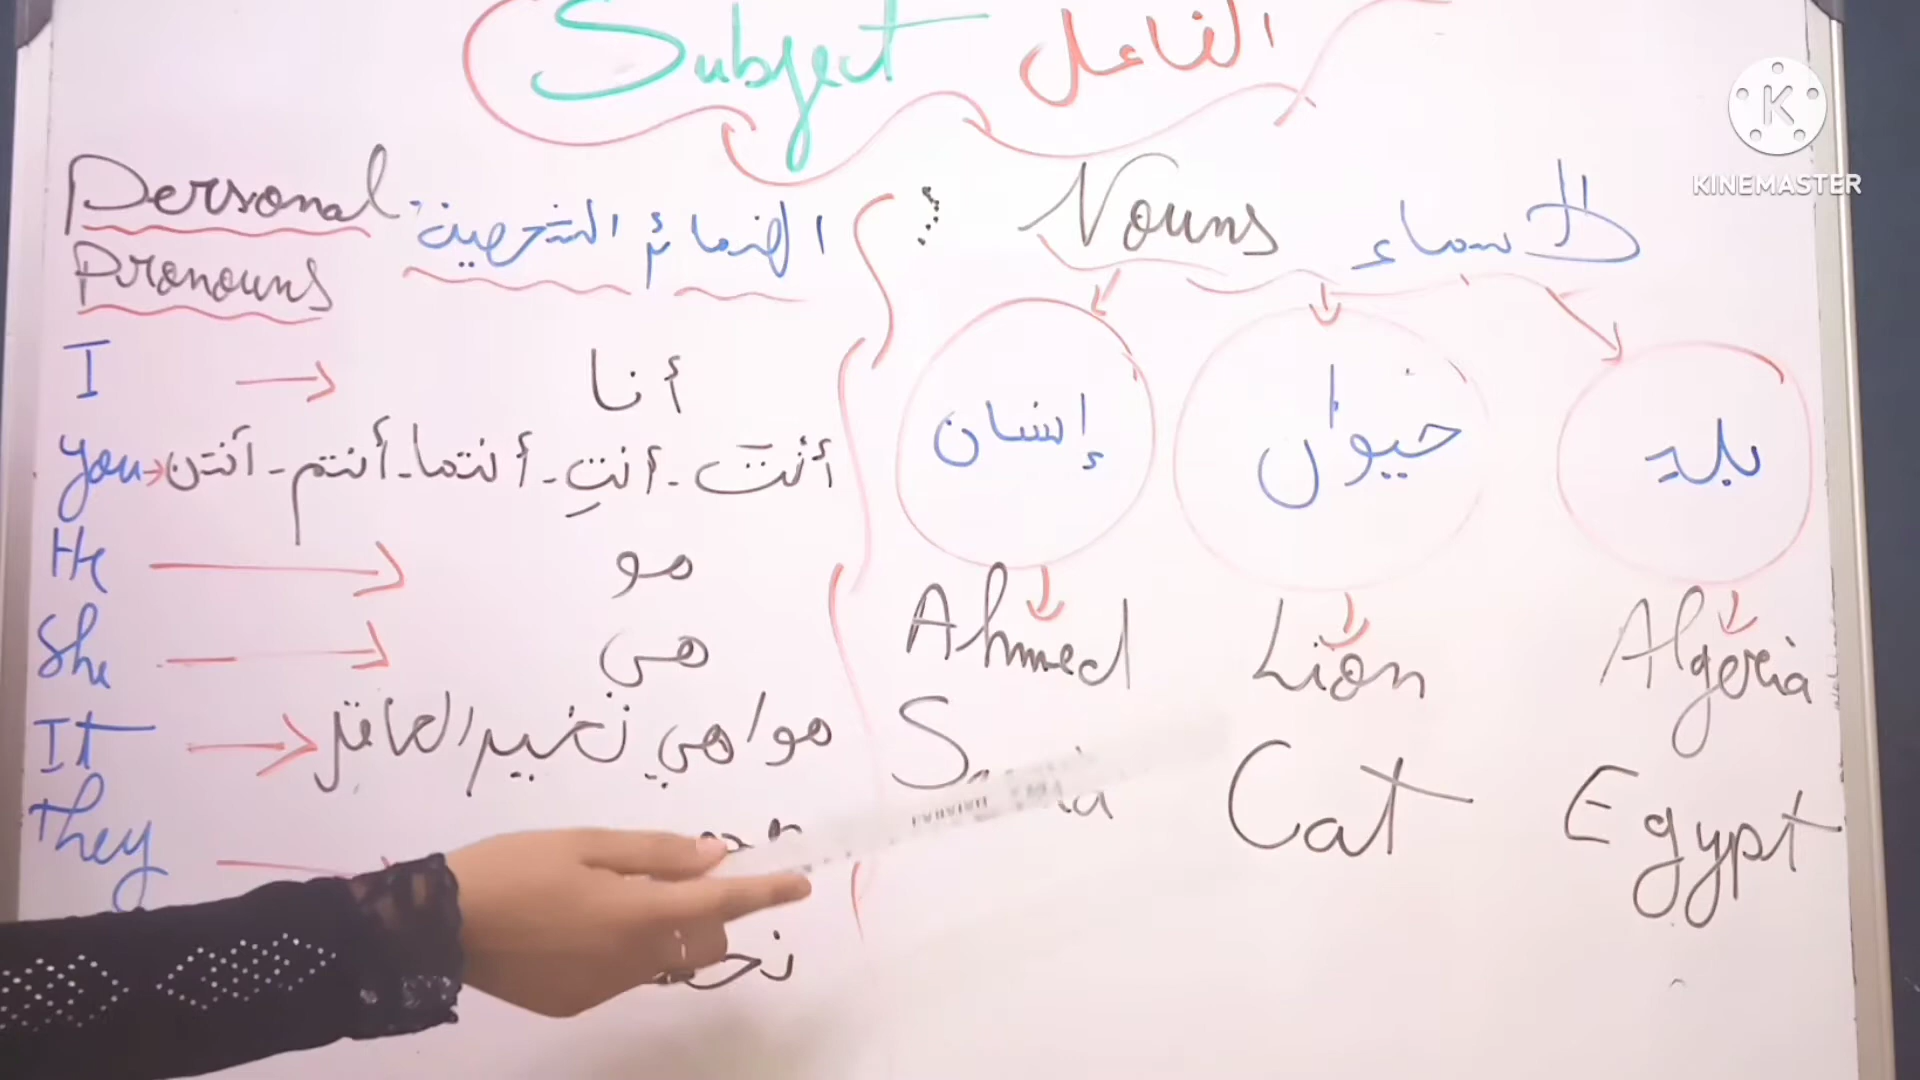 Subject الفاعل
KINEMASTER
Personal
Pronouns
الضمائر الشخصية
I → أنا
you → أنتَ - أنتِ - أنتما - أنتم - أنتن
He → هو
She → هي
It → هو/هي لغير العاقل
They
Nouns الاسماء
إنسان
حيوان
بلد
Ahmed
Lion
Algeria
Cat
Egypt